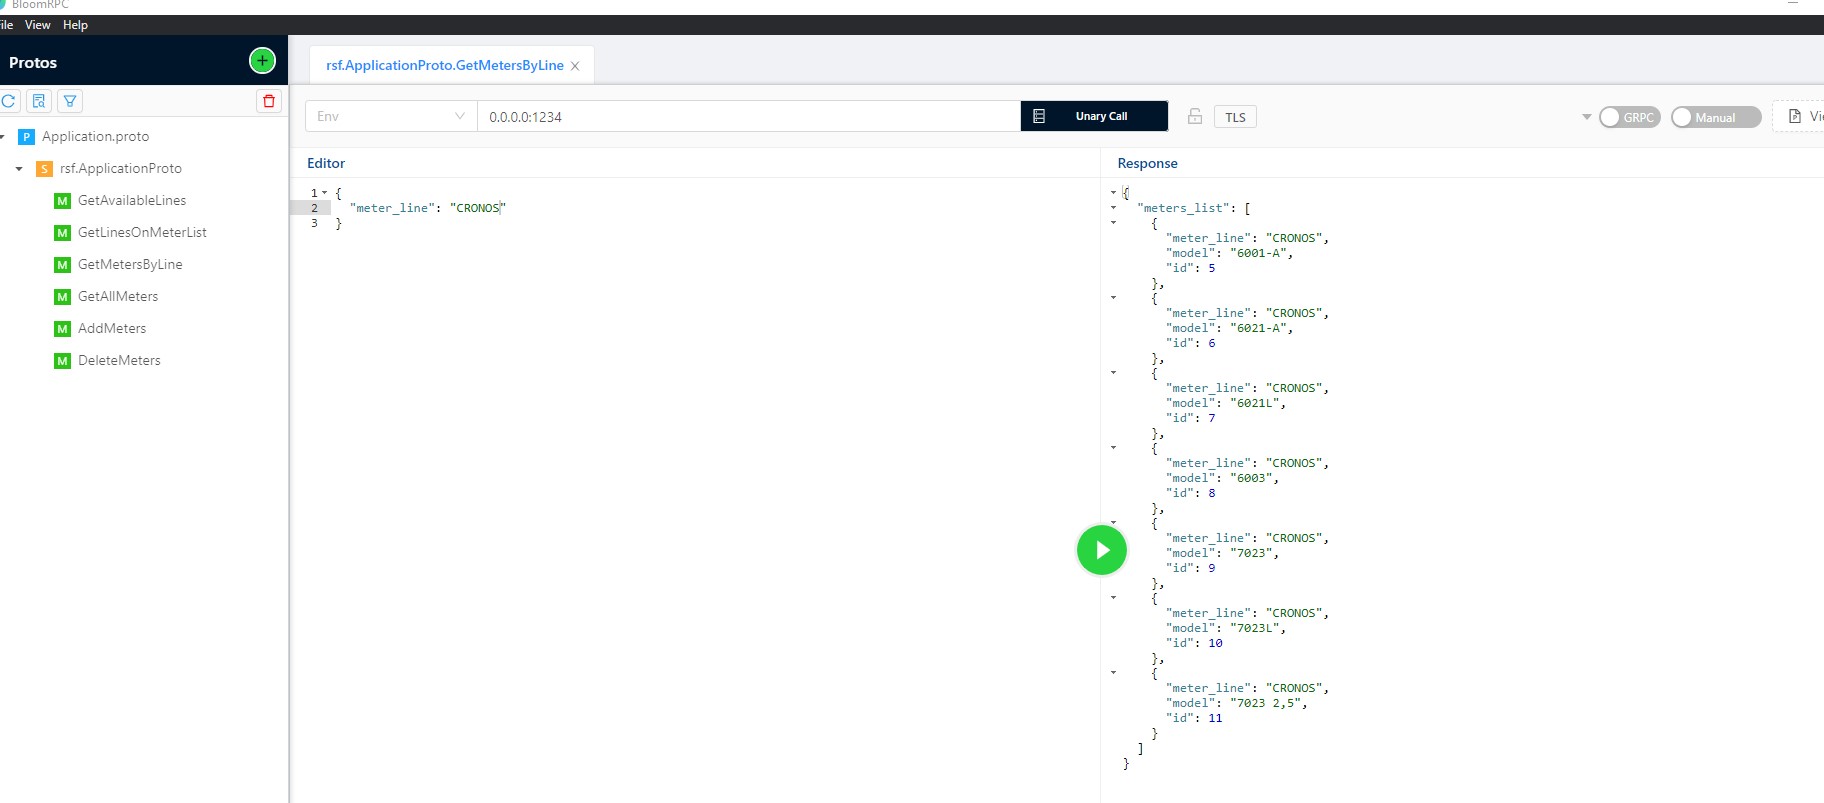 BloomRPC
ile View Help
Protos
rsf.ApplicationProto.GetMetersByLine
Env
0.0.0.0:1234
Unary Call
TLS
GRPC
Manual
Vi
P Application.proto
S rsf.ApplicationProto
M GetAvailableLines
M GetLinesOnMeterList
M GetMetersByLine
M GetAllMeters
M AddMeters
M DeleteMeters
Editor
1 {
2 "meter_line": "CRONOS"
3 }
Response
{
"meters_list": [
{
"meter_line": "CRONOS",
"model": "6001-A",
"id": 5
},
{
"meter_line": "CRONOS",
"model": "6021-A",
"id": 6
},
{
"meter_line": "CRONOS",
"model": "6021L",
"id": 7
},
{
"meter_line": "CRONOS",
"model": "6003",
"id": 8
},
{
"meter_line": "CRONOS",
"model": "7023",
"id": 9
},
{
"meter_line": "CRONOS",
"model": "7023L",
"id": 10
},
{
"meter_line": "CRONOS",
"model": "7023 2,5",
"id": 11
}
]
}